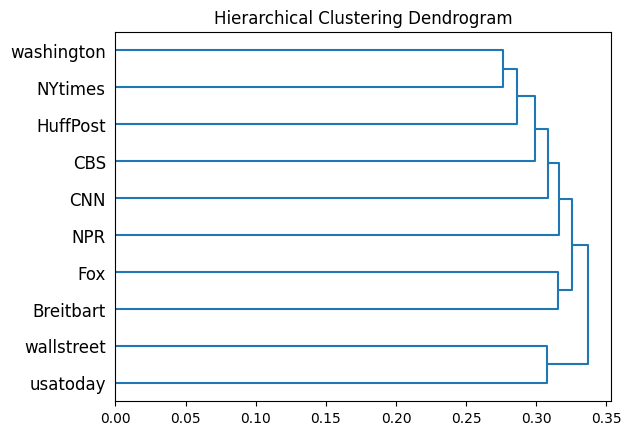 Hierarchical Clustering Dendrogram
washington
NYtimes
HuffPost
CBS
CNN
NPR
Fox
Breitbart
wallstreet
usatoday
0.00 0.05 0.10 0.15 0.20 0.25 0.30 0.35